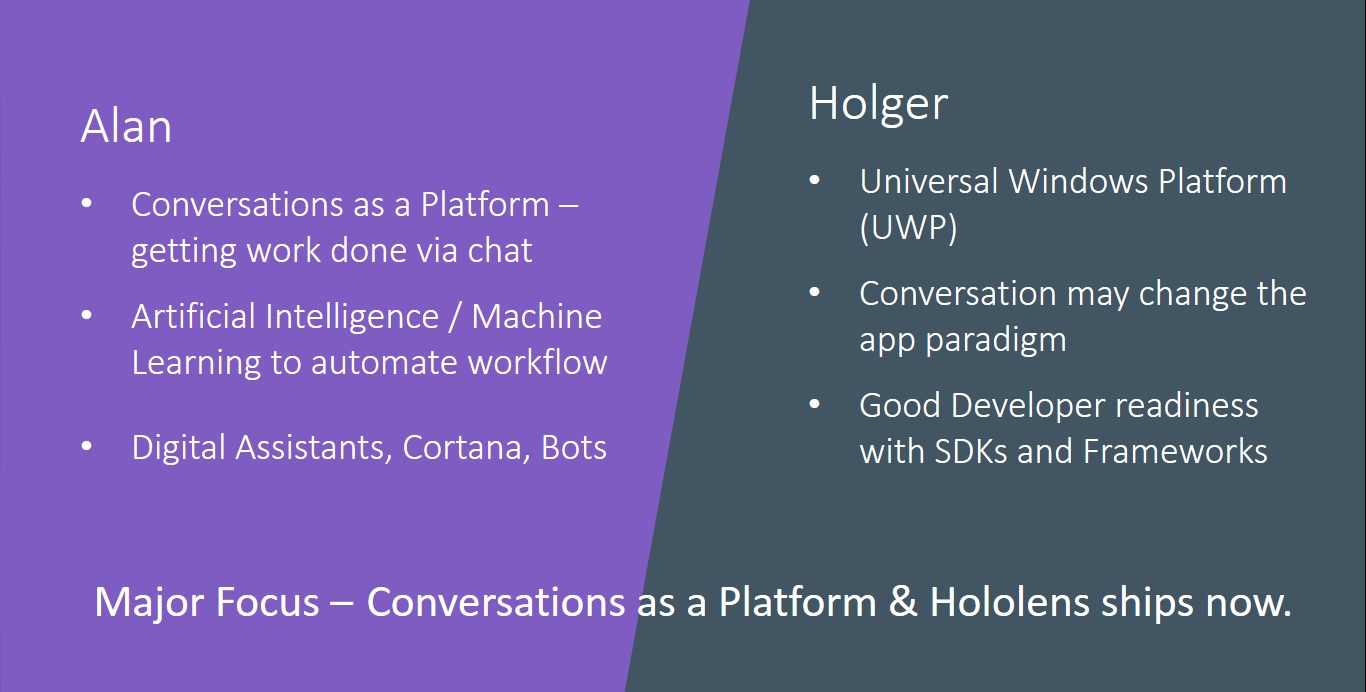 Alan
• Conversations as a Platform –
getting work done via chat
• Artificial Intelligence / Machine
Learning to automate workflow
• Digital Assistants, Cortana, Bots
Holger
• Universal Windows Platform
(UWP)
• Conversation may change the
app paradigm
• Good Developer readiness
with SDKs and Frameworks
Major Focus – Conversations as a Platform & Hololens ships now.